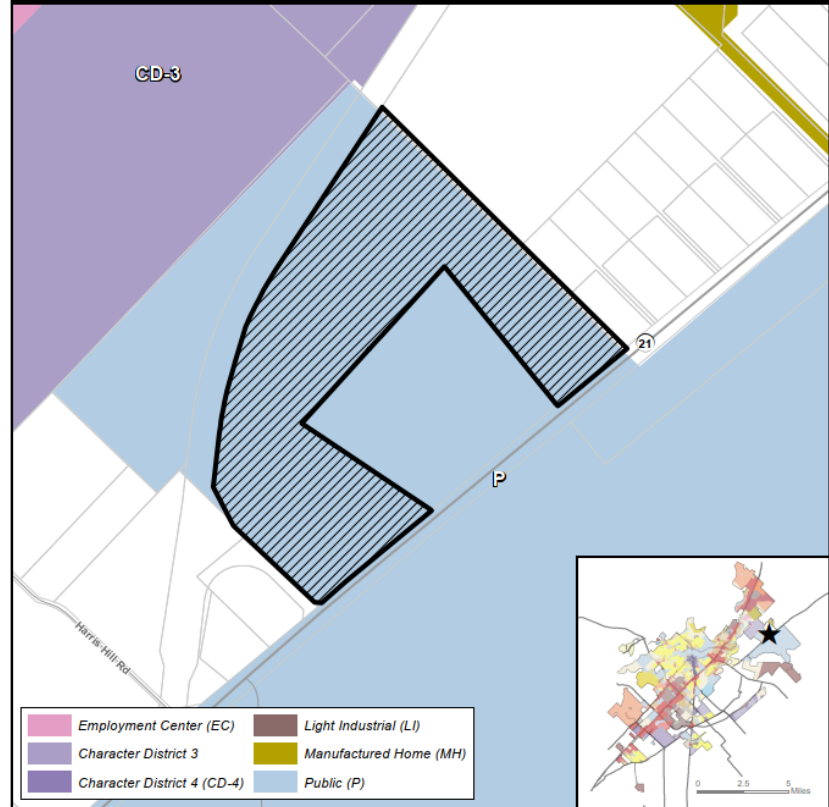 CD-3
21
P
Harris Hill Rd
Employment Center (EC)
Character District 3
Character District 4 (CD-4)
Light Industrial (LI)
Manufactured Home (MH)
Public (P)
0 2.5 5
Miles